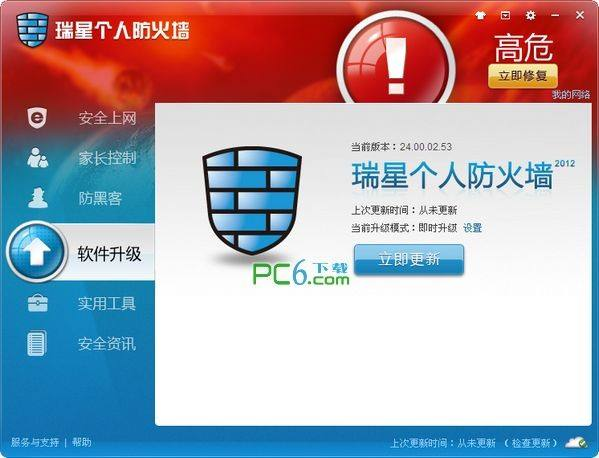 瑞星个人防火墙
高危
立即修复
我的网络
安全上网
家长控制
防黑客
软件升级
实用工具
安全资讯
当前版本：24.00.02.53
瑞星个人防火墙 2012
上次更新时间：从未更新
当前升级模式：即时升级 设置
立即更新
PC6下载
.com
服务与支持 | 帮助
上次更新时间：从未更新 （检查更新）